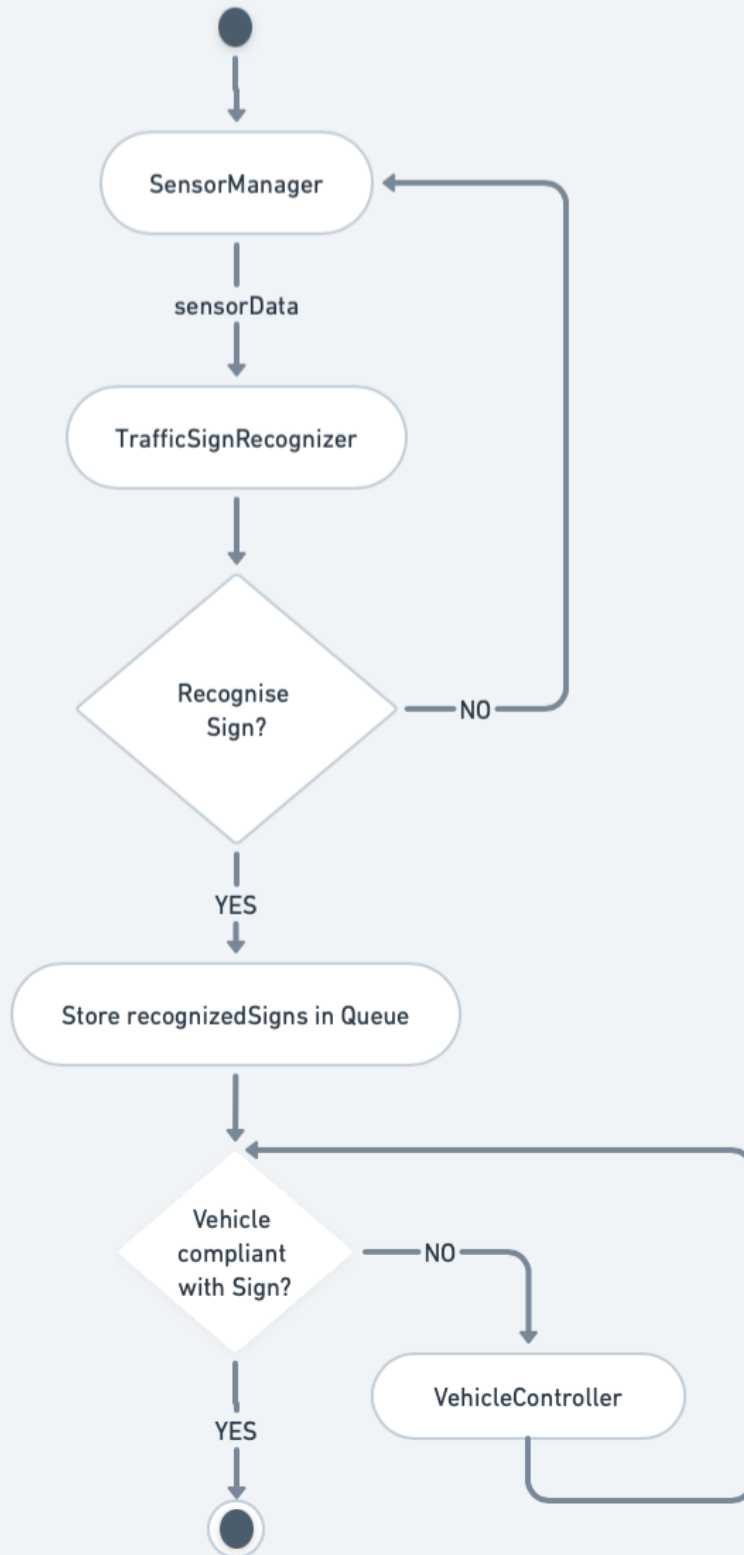 SensorManager
sensorData
TrafficSignRecognizer
Recognise
Sign?
NO
YES
Store recognizedSigns in Queue
Vehicle
compliant
with Sign?
NO
VehicleController
YES